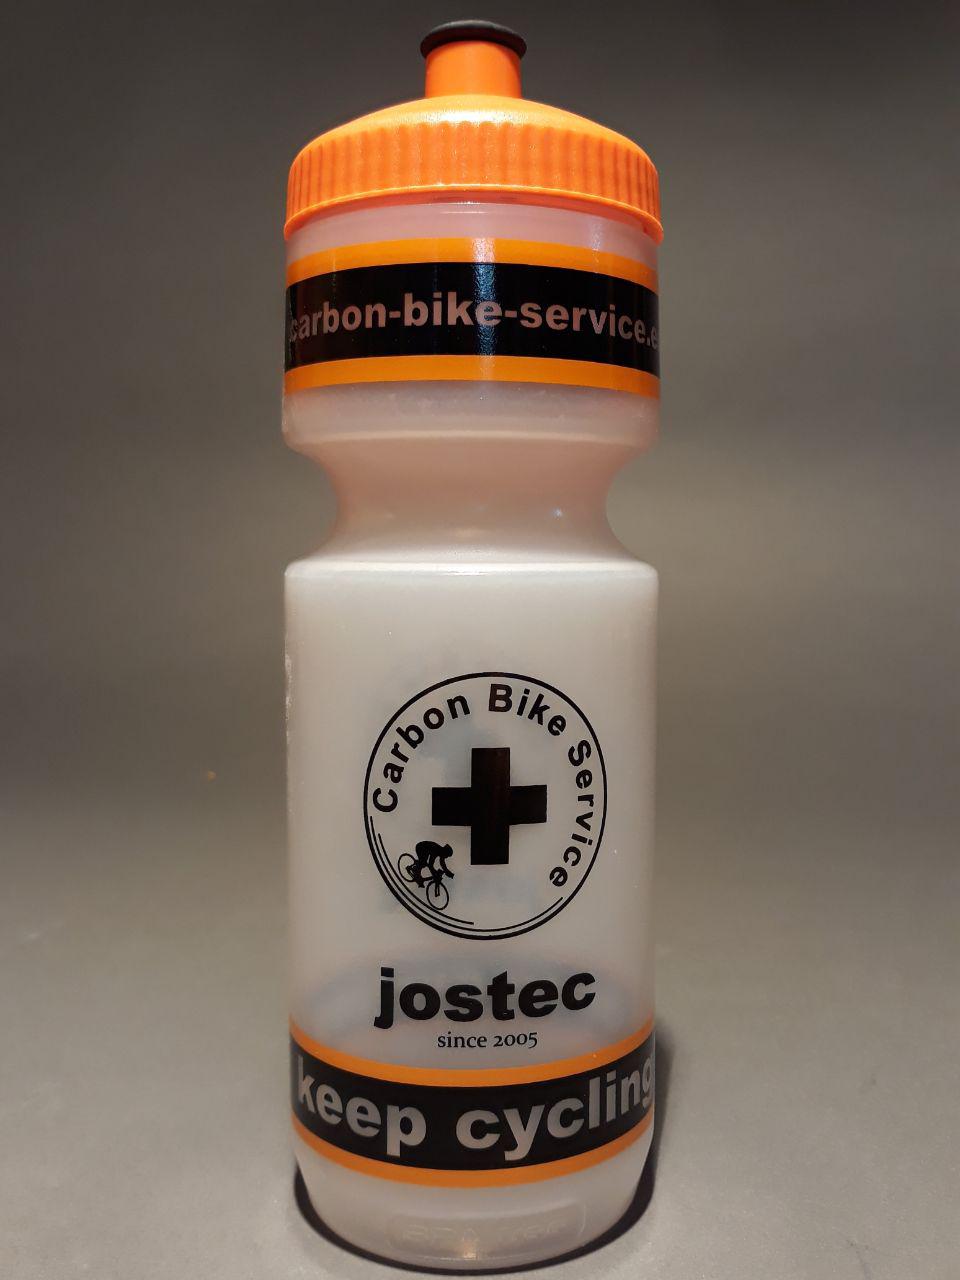 carbon-bike-service.e
Carbon Bike Service
jostec
since 2005
keep cycling